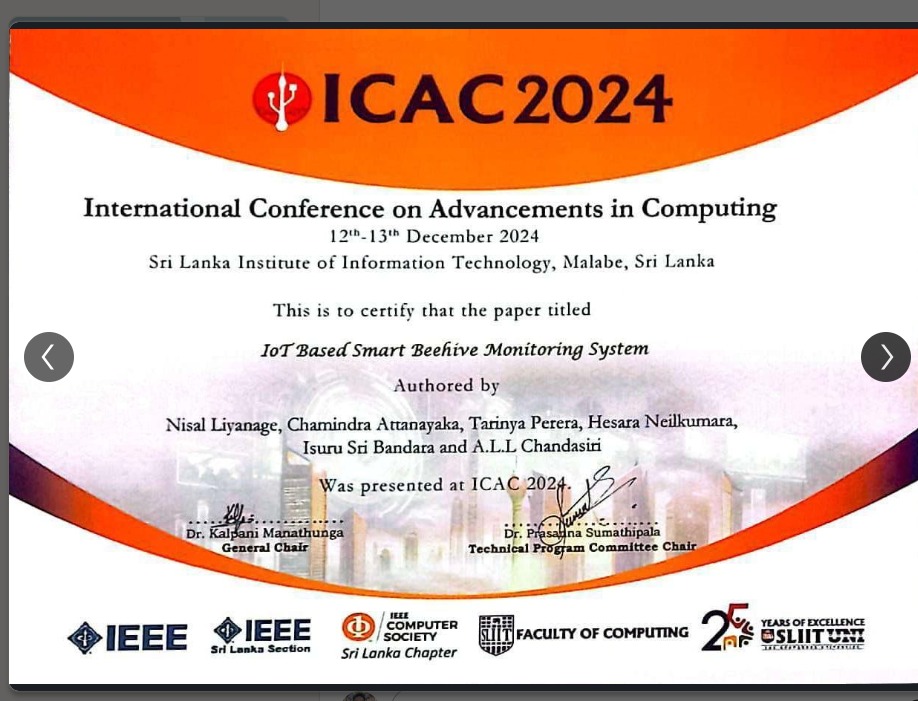 ICAC 2024
International Conference on Advancements in Computing
12th-13th December 2024
Sri Lanka Institute of Information Technology, Malabe, Sri Lanka
This is to certify that the paper titled
IoT Based Smart Beehive Monitoring System
Authored by
Nisal Liyanage, Chamindra Attanayaka, Tarinya Perera, Hesara Neilkumara,
Isuru Sri Bandara and A.L.L Chandasiri
Was presented at ICAC 2024.
Dr. Kalpani Manathunga
General Chair
Dr. Prasanna Sumathipala
Technical Program Committee Chair
IEEE
IEEE
Sri Lanka Section
IEEE
COMPUTER
SOCIETY
Sri Lanka Chapter
SLIIT
FACULTY OF COMPUTING
25
YEARS OF EXCELLENCE
SLIIT UNI